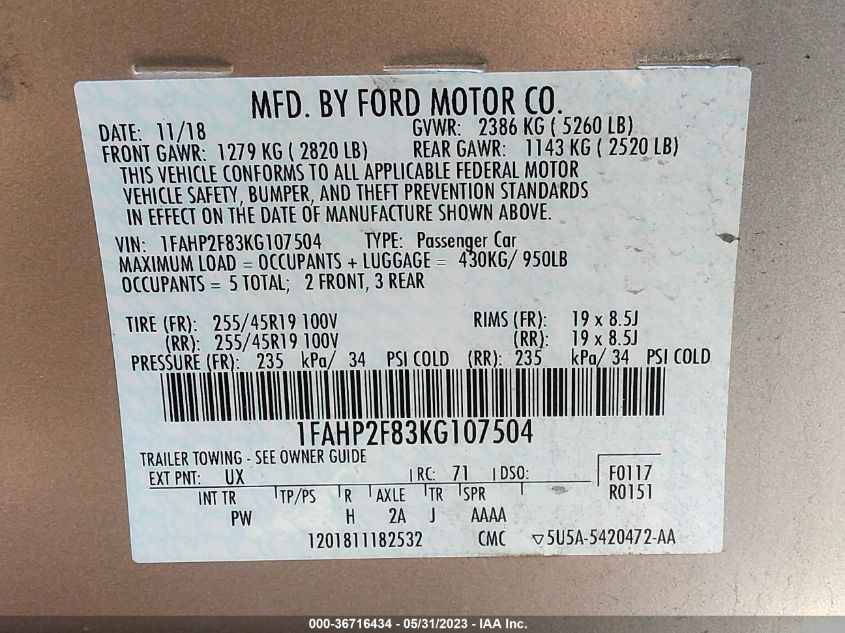 MFD. BY FORD MOTOR CO.
DATE: 11/18 GVWR: 2386 KG ( 5260 LB)
FRONT GAWR: 1279 KG ( 2820 LB) REAR GAWR: 1143 KG ( 2520 LB)
THIS VEHICLE CONFORMS TO ALL APPLICABLE FEDERAL MOTOR
VEHICLE SAFETY, BUMPER, AND THEFT PREVENTION STANDARDS
IN EFFECT ON THE DATE OF MANUFACTURE SHOWN ABOVE.
VIN: 1FAHP2F83KG107504 TYPE: Passenger Car
MAXIMUM LOAD = OCCUPANTS + LUGGAGE = 430KG/ 950LB
OCCUPANTS = 5 TOTAL; 2 FRONT, 3 REAR
TIRE (FR): 255/45R19 100V RIMS (FR): 19 x 8.5J
(RR): 255/45R19 100V (RR): 19 x 8.5J
PRESSURE (FR): 235 kPa/ 34 PSI COLD (RR): 235 kPa/ 34 PSI COLD
1FAHP2F83KG107504
TRAILER TOWING - SEE OWNER GUIDE
EXT PNT: UX RC: 71 DSO: F0117
R0151
INT TR TP/PS R AXLE TR SPR
PW H 2A J AAAA
1201811182532 CMC ▽5U5A-5420472-AA
000-36716434 - 05/31/2023 - IAA Inc.